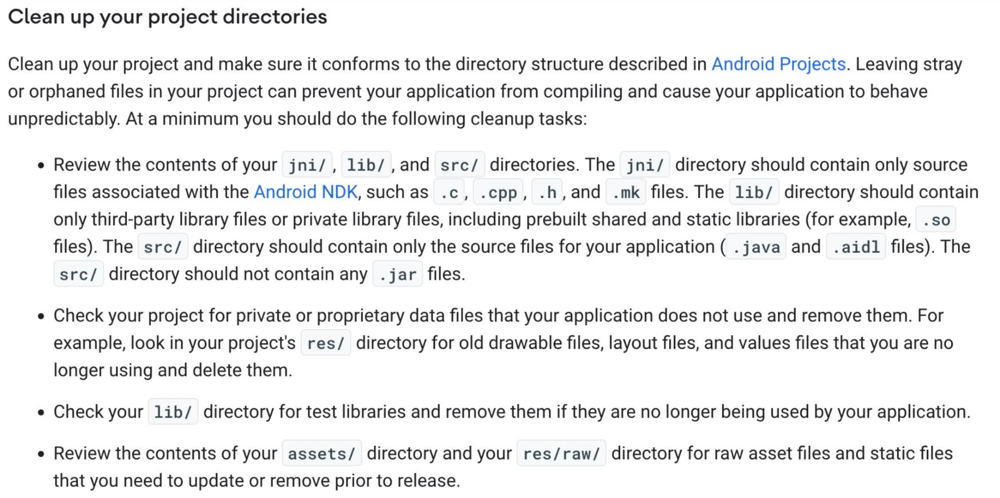 Clean up your project directories
Clean up your project and make sure it conforms to the directory structure described in Android Projects. Leaving stray
or orphaned files in your project can prevent your application from compiling and cause your application to behave
unpredictably. At a minimum you should do the following cleanup tasks:
• Review the contents of your jni/, lib/, and src/ directories. The jni/ directory should contain only source
files associated with the Android NDK, such as .c, .cpp, .h, and .mk files. The lib/ directory should contain
only third-party library files or private library files, including prebuilt shared and static libraries (for example, .so
files). The src/ directory should contain only the source files for your application (.java and .aidl files). The
src/ directory should not contain any .jar files.
• Check your project for private or proprietary data files that your application does not use and remove them. For
example, look in your project's res/ directory for old drawable files, layout files, and values files that you are no
longer using and delete them.
• Check your lib/ directory for test libraries and remove them if they are no longer being used by your application.
• Review the contents of your assets/ directory and your res/raw/ directory for raw asset files and static files
that you need to update or remove prior to release.